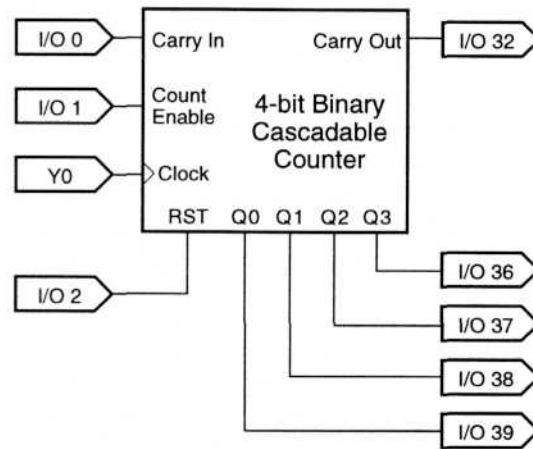 I/O 0
Carry In
Carry Out
I/O 32
I/O 1
Count
Enable
4-bit Binary
Cascadable
Counter
Y0
Clock
RST
Q0
Q1
Q2
Q3
I/O 2
I/O 36
I/O 37
I/O 38
I/O 39